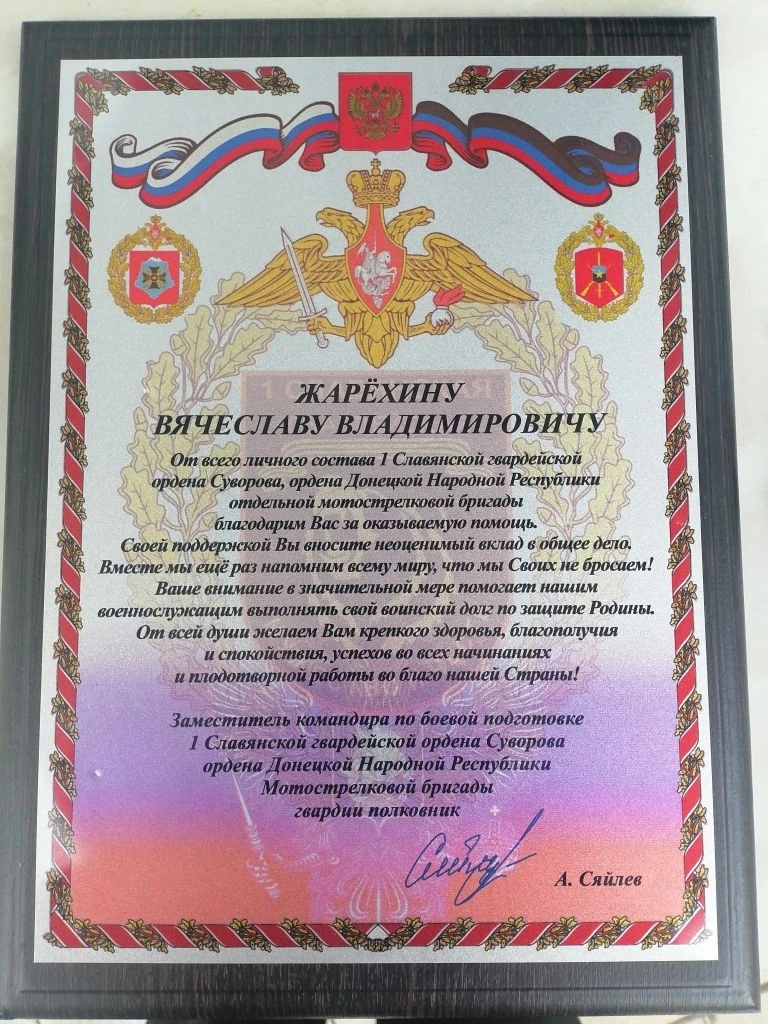 ЖАРЁХИНУ
ВЯЧЕСЛАВУ ВЛАДИМИРОВИЧУ
От всего личного состава 1 Славянской гвардейской
ордена Суворова, ордена Донецкой Народной Республики
отдельной мотострелковой бригады
благодарим Вас за оказываемую помощь.
Своей поддержкой Вы вносите неоценимый вклад в общее дело.
Вместе мы ещё раз напомним всему миру, что мы Своих не бросаем!
Ваше внимание в значительной мере помогает нашим
военнослужащим выполнять свой воинский долг по защите Родины.
От всей души желаем Вам крепкого здоровья, благополучия
и спокойствия, успехов во всех начинаниях
и плодотворной работы во благо нашей Страны!
Заместитель командира по боевой подготовке
1 Славянской гвардейской ордена Суворова
ордена Донецкой Народной Республики
Мотострелковой бригады
гвардии полковник
А. Сяйлев